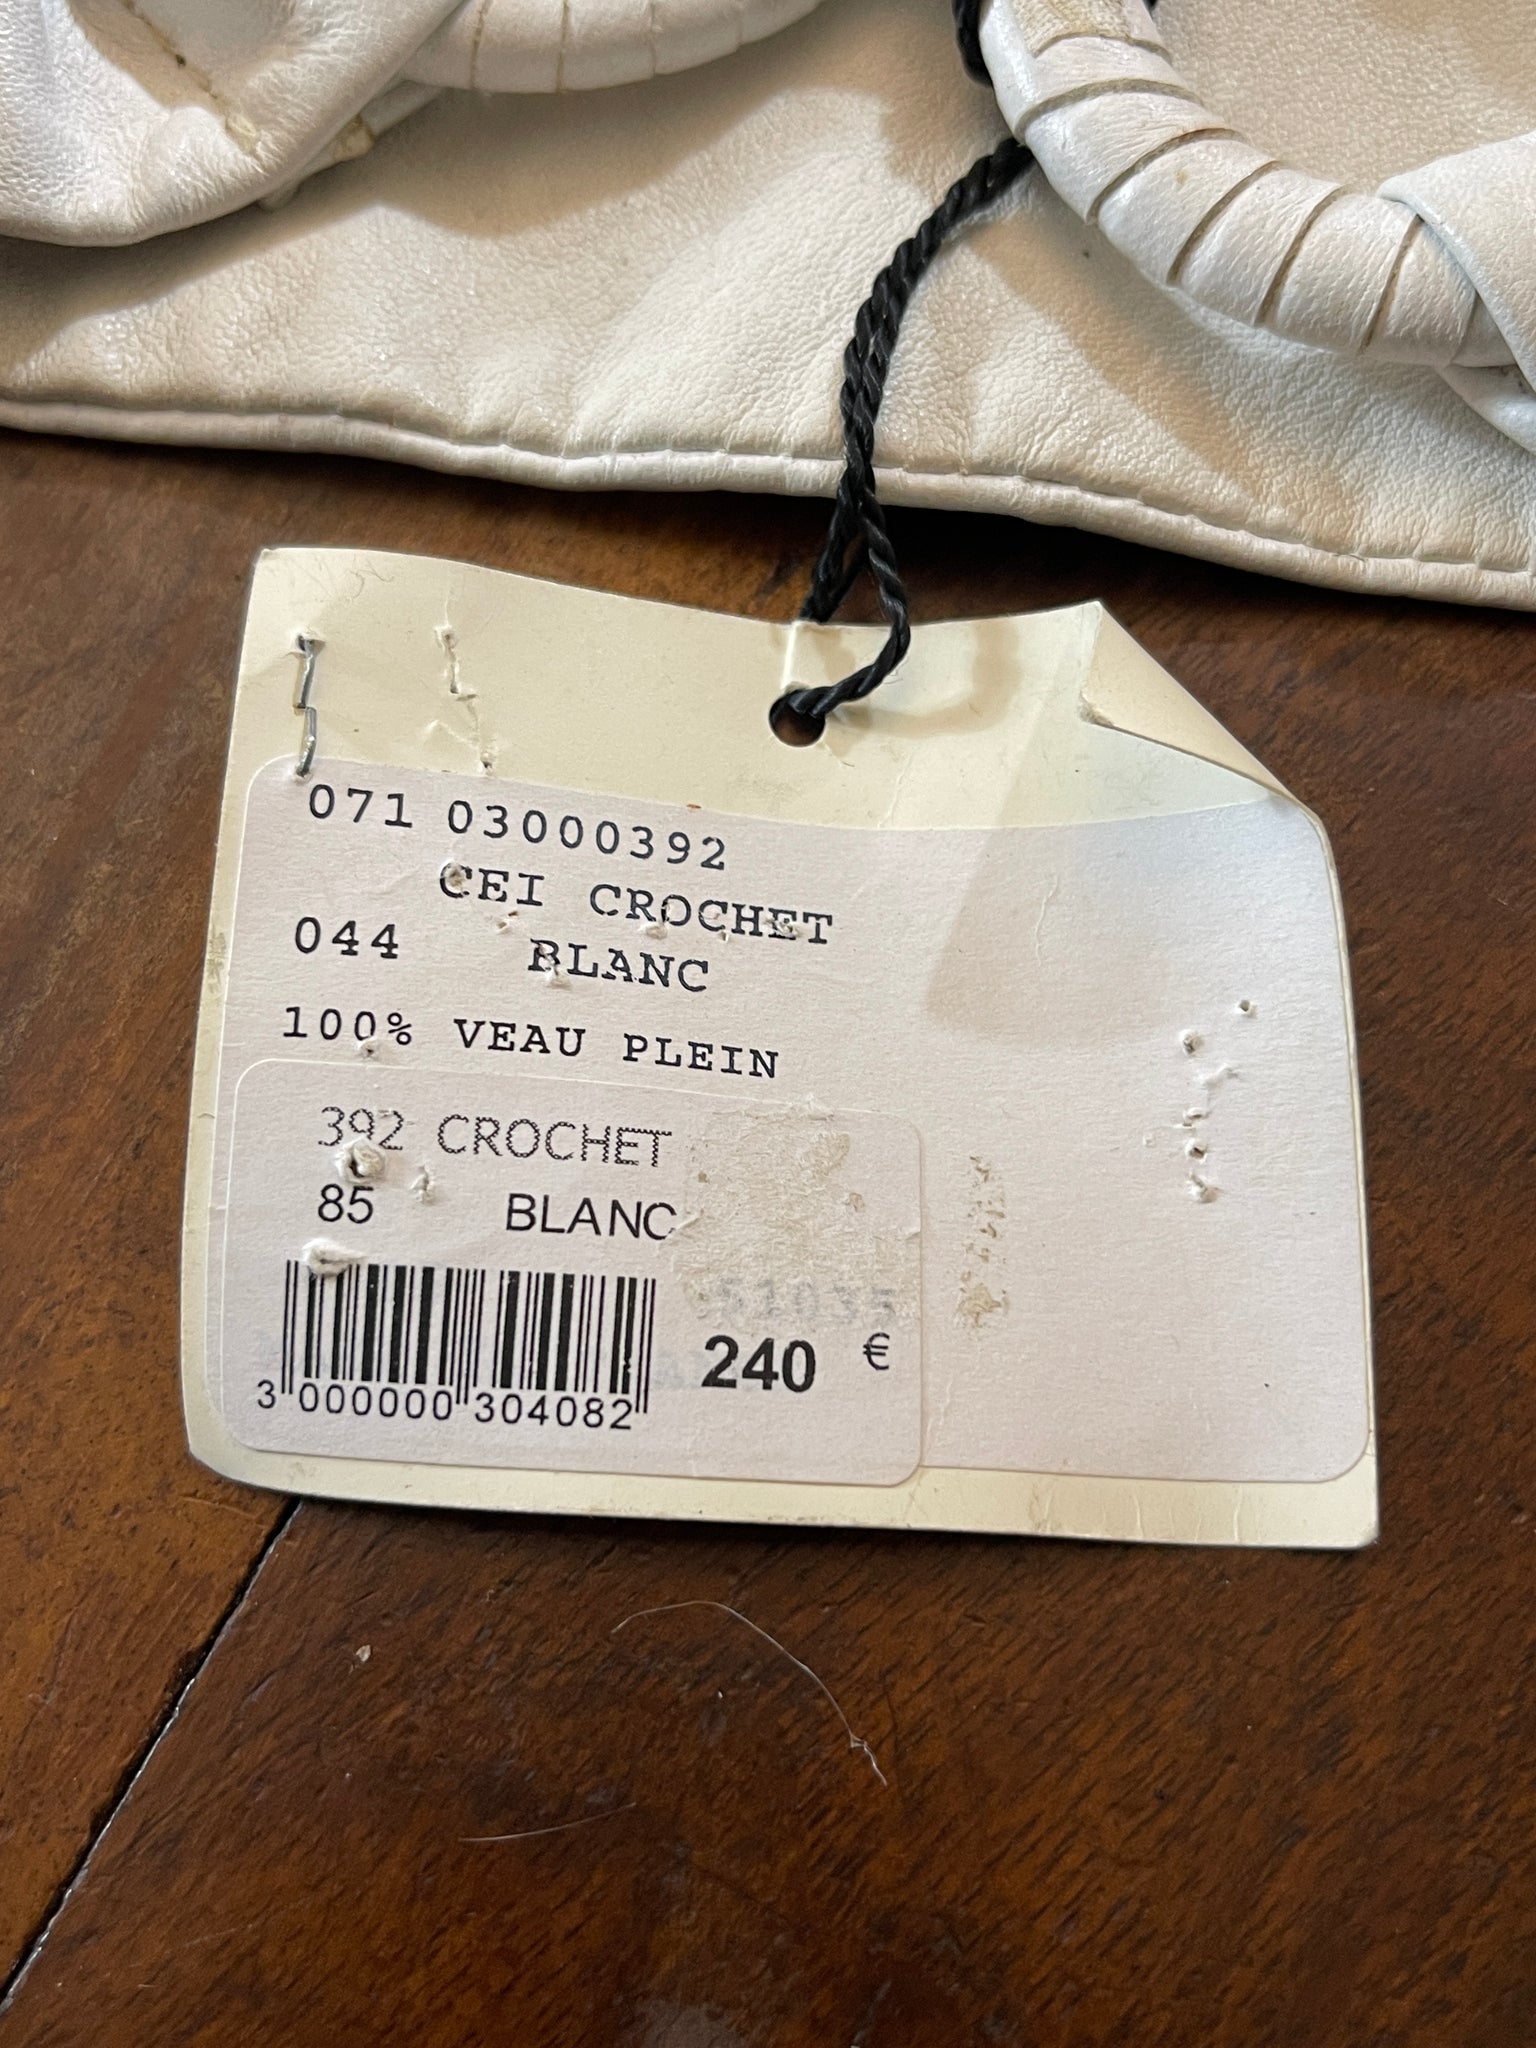 071 03000392
CEI CROCHET
044 BLANC
100% VEAU PLEIN
392 CROCHET
85 BLANC
240 €
3 000000 304082